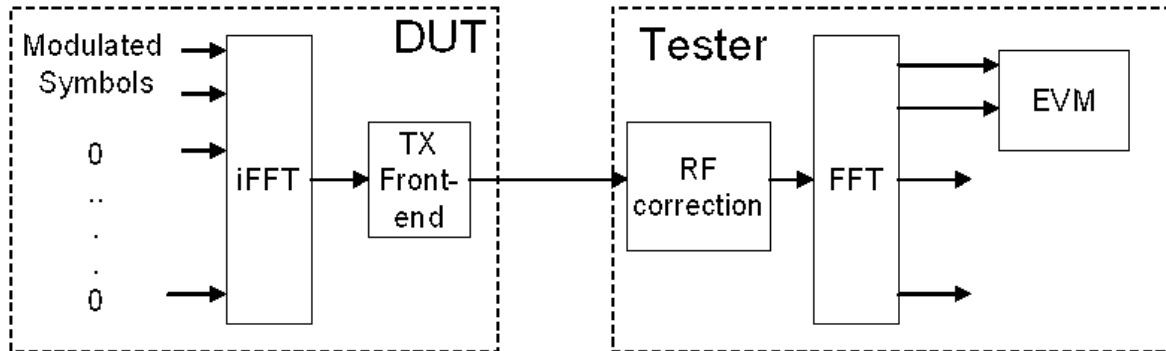 DUT
Modulated
Symbols
0
..
.
.
0
iFFT
TX
Front-
end
Tester
RF
correction
FFT
EVM